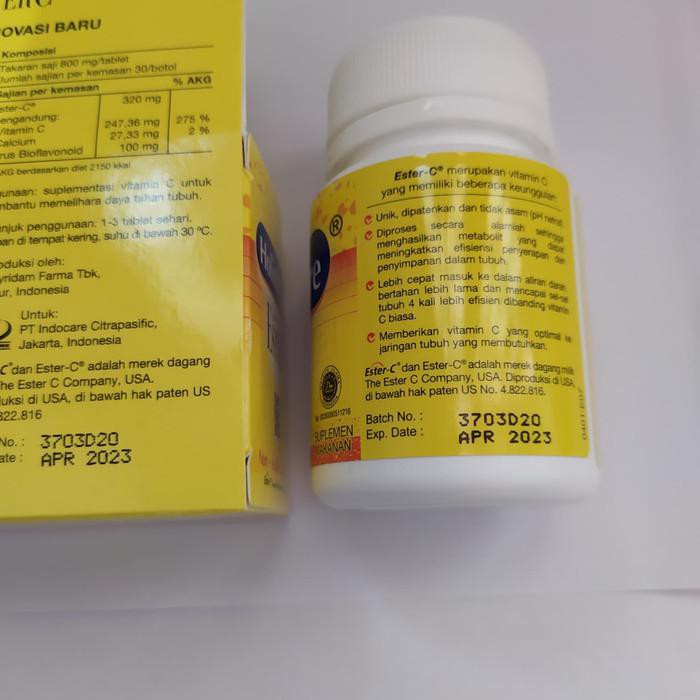 OVASI BARU
Komposisi
Takaran saji 800 mg/tablet
Jumlah sajian per kemasan 30/botol
Sajian per kemasan % AKG
ster-C® 320 mg
engandung:
Vitamin C 247,36 mg 275 %
Calcium 27,33 mg 2 %
rus Bioflavonoid 100 mg
AKG berdasarkan diet 2150 kkal
unaan: suplementasi vitamin C untuk
mbantu memelihara daya tahan tubuh.
njuk penggunaan: 1-3 tablet sehari.
an di tempat kering, suhu di bawah 30 °C.
oduksi oleh:
yridam Farma Tbk,
ur, Indonesia
Untuk:
PT Indocare Citrapasific,
Jakarta, Indonesia
C® dan Ester-C® adalah merek dagang
The Ester C Company, USA.
uksi di USA, di bawah hak paten US
822.816
No. : 3703D20
ate : APR 2023
Ester-C® merupakan vitamin C
yang memiliki beberapa keunggulan:
Unik, dipatenkan dan tidak asam (pH netral).
Diproses secara alamiah sehingga
menghasilkan metabolit yang dapat
meningkatkan efisiensi penyerapan dan
penyimpanan dalam tubuh.
Lebih cepat masuk ke dalam aliran darah,
bertahan lebih lama dan mencapai sel-sel
tubuh 4 kali lebih efisien dibanding vitamin
C biasa.
Memberikan vitamin C yang optimal ke
jaringan tubuh yang membutuhkan.
Ester-C® dan Ester-C® adalah merek dagang milik
The Ester C Company, USA. Diproduksi di USA,
di bawah hak paten US No. 4.822.816.
Batch No. : 3703D20
Exp. Date : APR 2023
SUPLEMEN
MAKANAN
e®